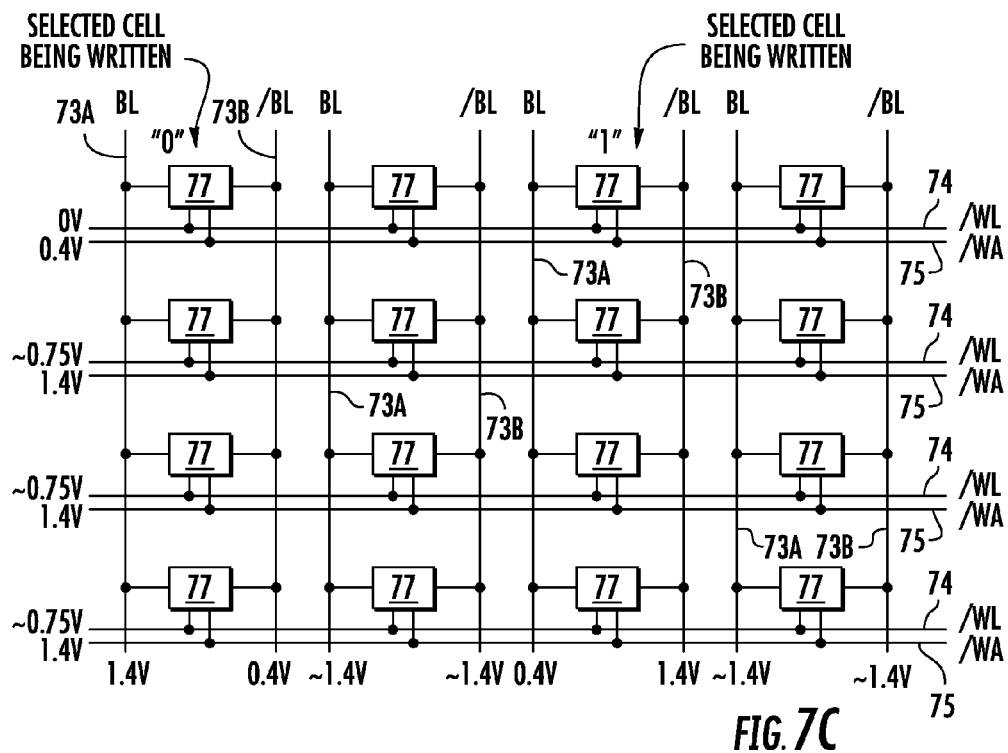 SELECTED CELL SELECTED CELL
BEING WRITTEN BEING WRITTEN
73A BL 73B /BL BL /BL BL /BL BL /BL
"0" "1"
77 77 77 77 74
0V /WL
0.4V /WA
73A 73B 75
77 77 77 77 74
~0.75V /WL
1.4V /WA
73A 73B 75
77 77 77 77 74
~0.75V /WL
1.4V /WA
73A 73B 75
77 77 77 77 74
~0.75V /WL
1.4V /WA
1.4V 0.4V ~1.4V ~1.4V 0.4V 1.4V ~1.4V ~1.4V 75
FIG. 7C